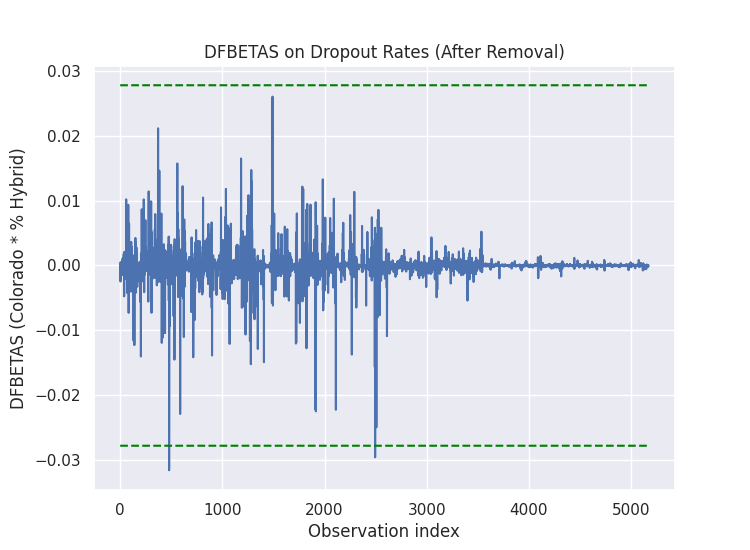 DFBETAS on Dropout Rates (After Removal)
DFBETAS (Colorado * % Hybrid)
0.03
0.02
0.01
0.00
−0.01
−0.02
−0.03
0 1000 2000 3000 4000 5000
Observation index